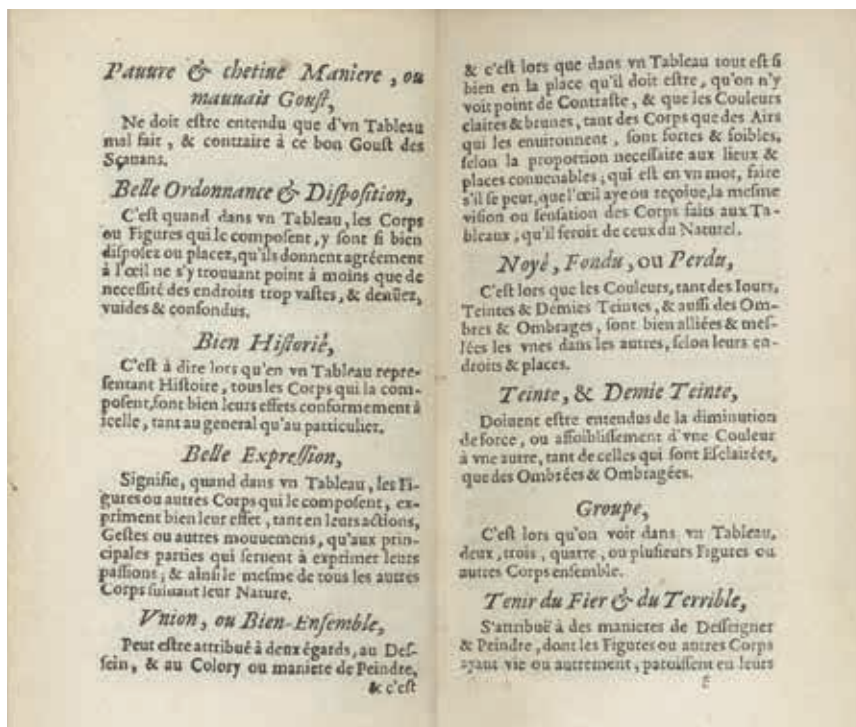 Pauure & chetiue Maniere, ou
mauuais Gouſt,
Ne doit eſtre entendu que d'vn Tableau
mal fait, & contraire à ce bon Gouſt des
Sçauans.
Belle Ordonnance & Diſpoſition,
C'eſt quand dans vn Tableau, les Corps
ou Figures qui le compoſent, y ſont ſi bien
diſpoſez ou placez, qu'ils donnent agréement
à l'œil ne s'y trouuant point à moins que de
neceſſité des endroits trop vaſtes, & denüez,
vuides & confondus.
Bien Hiſtorié,
C'eſt à dire lors qu'en vn Tableau repre-
ſentant Hiſtoire, tous les Corps qui la com-
poſent, font bien leurs effets conformement à
icelle, tant au general qu'au particulier.
Belle Expreſſion,
Signifie, quand dans vn Tableau, les Fi-
gures ou autres Corps qui le compoſent, ex-
priment bien leur effet, tant en leurs actions,
Geſtes ou autres mouuemens, qu'aux prin-
cipales parties qui ſeruent à exprimer leurs
paſſions; & ainſi le meſme de tous les autres
Corps ſuiuant leur Nature.
Vnion, ou Bien-Enſemble,
Peut eſtre attribué à deux égards, au Deſ-
ſein, & au Colory ou maniere de Peindre,
& c'eſt
& c'eſt lors que dans vn Tableau tout eſt ſi
bien en la place qu'il doit eſtre, qu'on n'y
voit point de Contraſte, & que les Couleurs
claires & brunes, tant des Corps que des Airs
qui les enuironnent, ſont fortes & foibles,
ſelon la proportion neceſſaire aux lieux &
places conuenables; qui eſt en vn mot, faire
s'il ſe peut, que l'œil aye ou reçoiue, la meſme
viſion ou ſenſation des Corps faits aux Ta-
bleaux, qu'il feroit de ceux du Naturel.
Noyé, Fondu, ou Perdu,
C'eſt lors que les Couleurs, tant des Iours,
Teintes & Demies Teintes, & auſſi des Om-
bres & Ombrages, ſont bien alliées & meſ-
lées les vnes dans les autres, ſelon leurs en-
droits & places.
Teinte, & Demie Teinte,
Doiuent eſtre entendus de la diminution
de force, ou affoibliſſement d'vne Couleur
à vne autre, tant de celles qui ſont Eſclairées,
que des Ombrées & Ombragées.
Groupe,
C'eſt lors qu'on voit dans vn Tableau,
deux, trois, quatre, ou pluſieurs Figures ou
autres Corps enſemble.
Tenir du Fier & du Terrible,
S'attribuë à des manieres de Deſſeigner
& Peindre, dont les Figures ou autres Corps
ayant vie ou autrement, paroiſſent en leurs